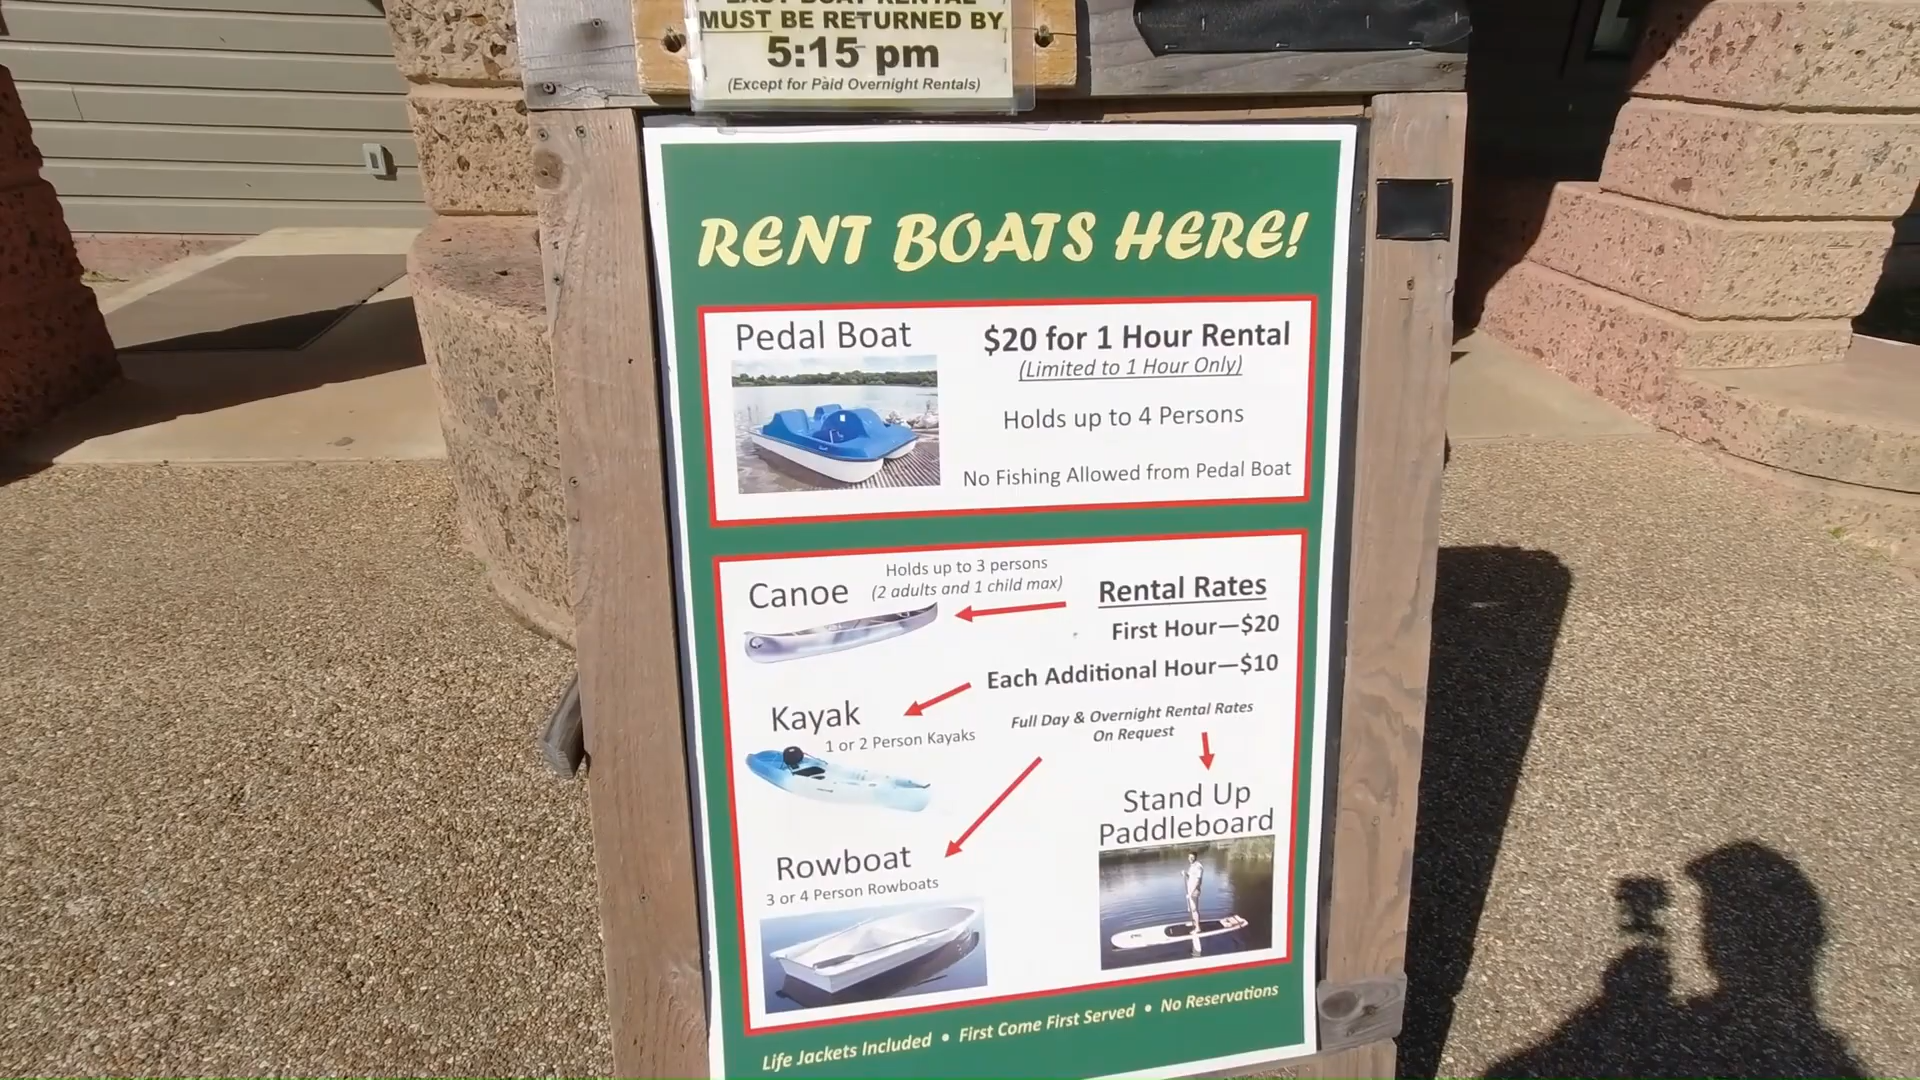 LAST BOAT RENTAL
MUST BE RETURNED BY
5:15 pm
(Except for Paid Overnight Rentals)
RENT BOATS HERE!
Pedal Boat
$20 for 1 Hour Rental
(Limited to 1 Hour Only)
Holds up to 4 Persons
No Fishing Allowed from Pedal Boat
Canoe
Holds up to 3 persons
(2 adults and 1 child max)
Rental Rates
First Hour—$20
Each Additional Hour—$10
Full Day & Overnight Rental Rates
On Request
Kayak
1 or 2 Person Kayaks
Stand Up
Paddleboard
Rowboat
3 or 4 Person Rowboats
Life Jackets Included • First Come First Served • No Reservations